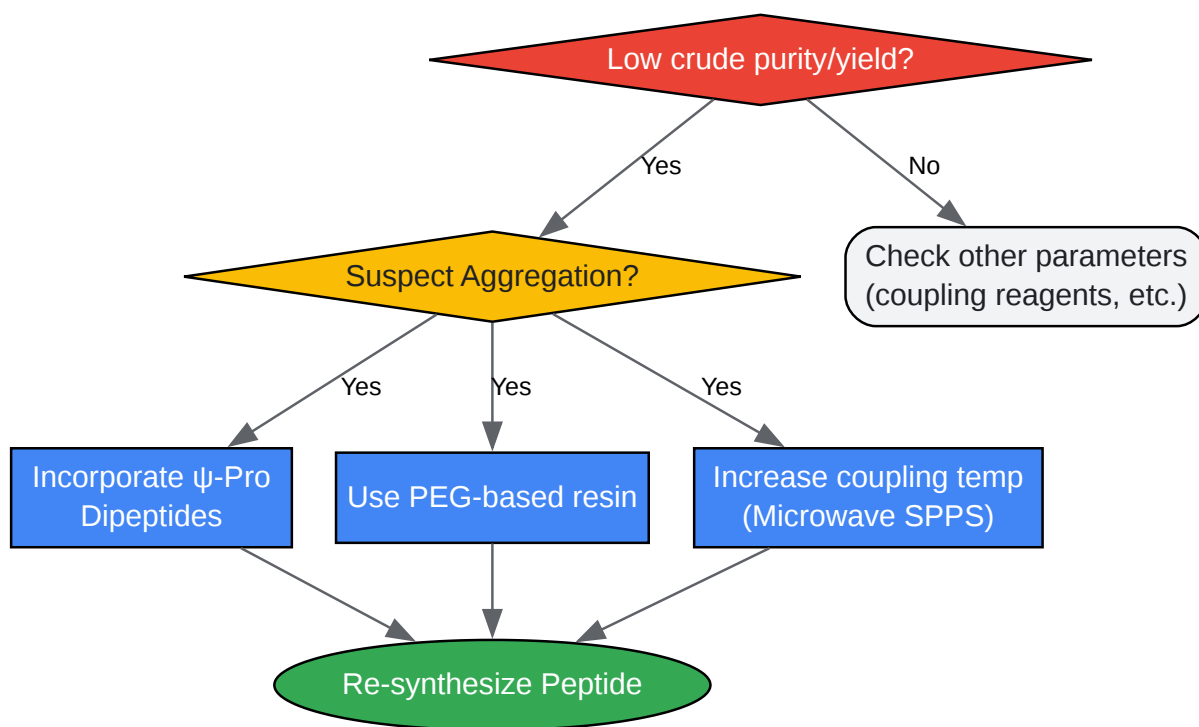 Low crude purity/yield?
Yes
No
Suspect Aggregation?
Check other parameters
(coupling reagents, etc.)
Yes
Yes
Yes
Incorporate ψ-Pro
Dipeptides
Use PEG-based resin
Increase coupling temp
(Microwave SPPS)
Re-synthesize Peptide